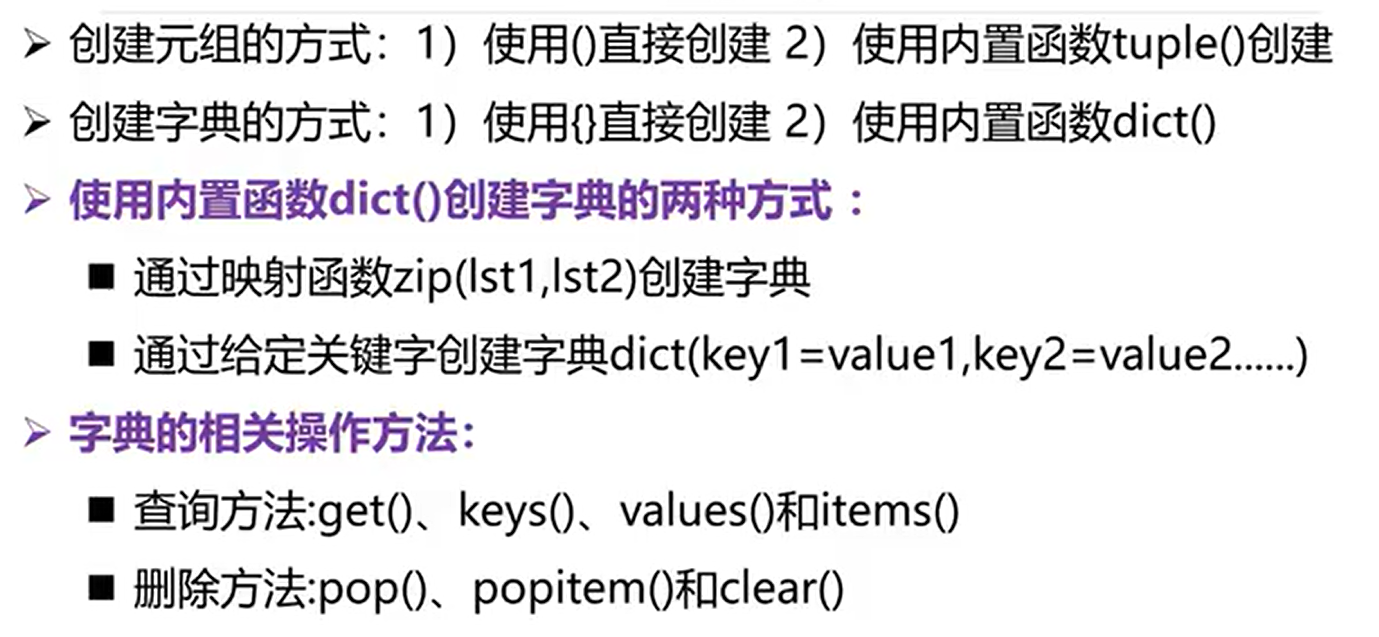 ➢ 创建元组的方式：1）使用()直接创建 2）使用内置函数tuple()创建
➢ 创建字典的方式：1）使用{}直接创建 2）使用内置函数dict()
➢ 使用内置函数dict()创建字典的两种方式：
■ 通过映射函数zip(lst1,lst2)创建字典
■ 通过给定关键字创建字典dict(key1=value1,key2=value2......)
➢ 字典的相关操作方法：
■ 查询方法:get()、keys()、values()和items()
■ 删除方法:pop()、popitem()和clear()